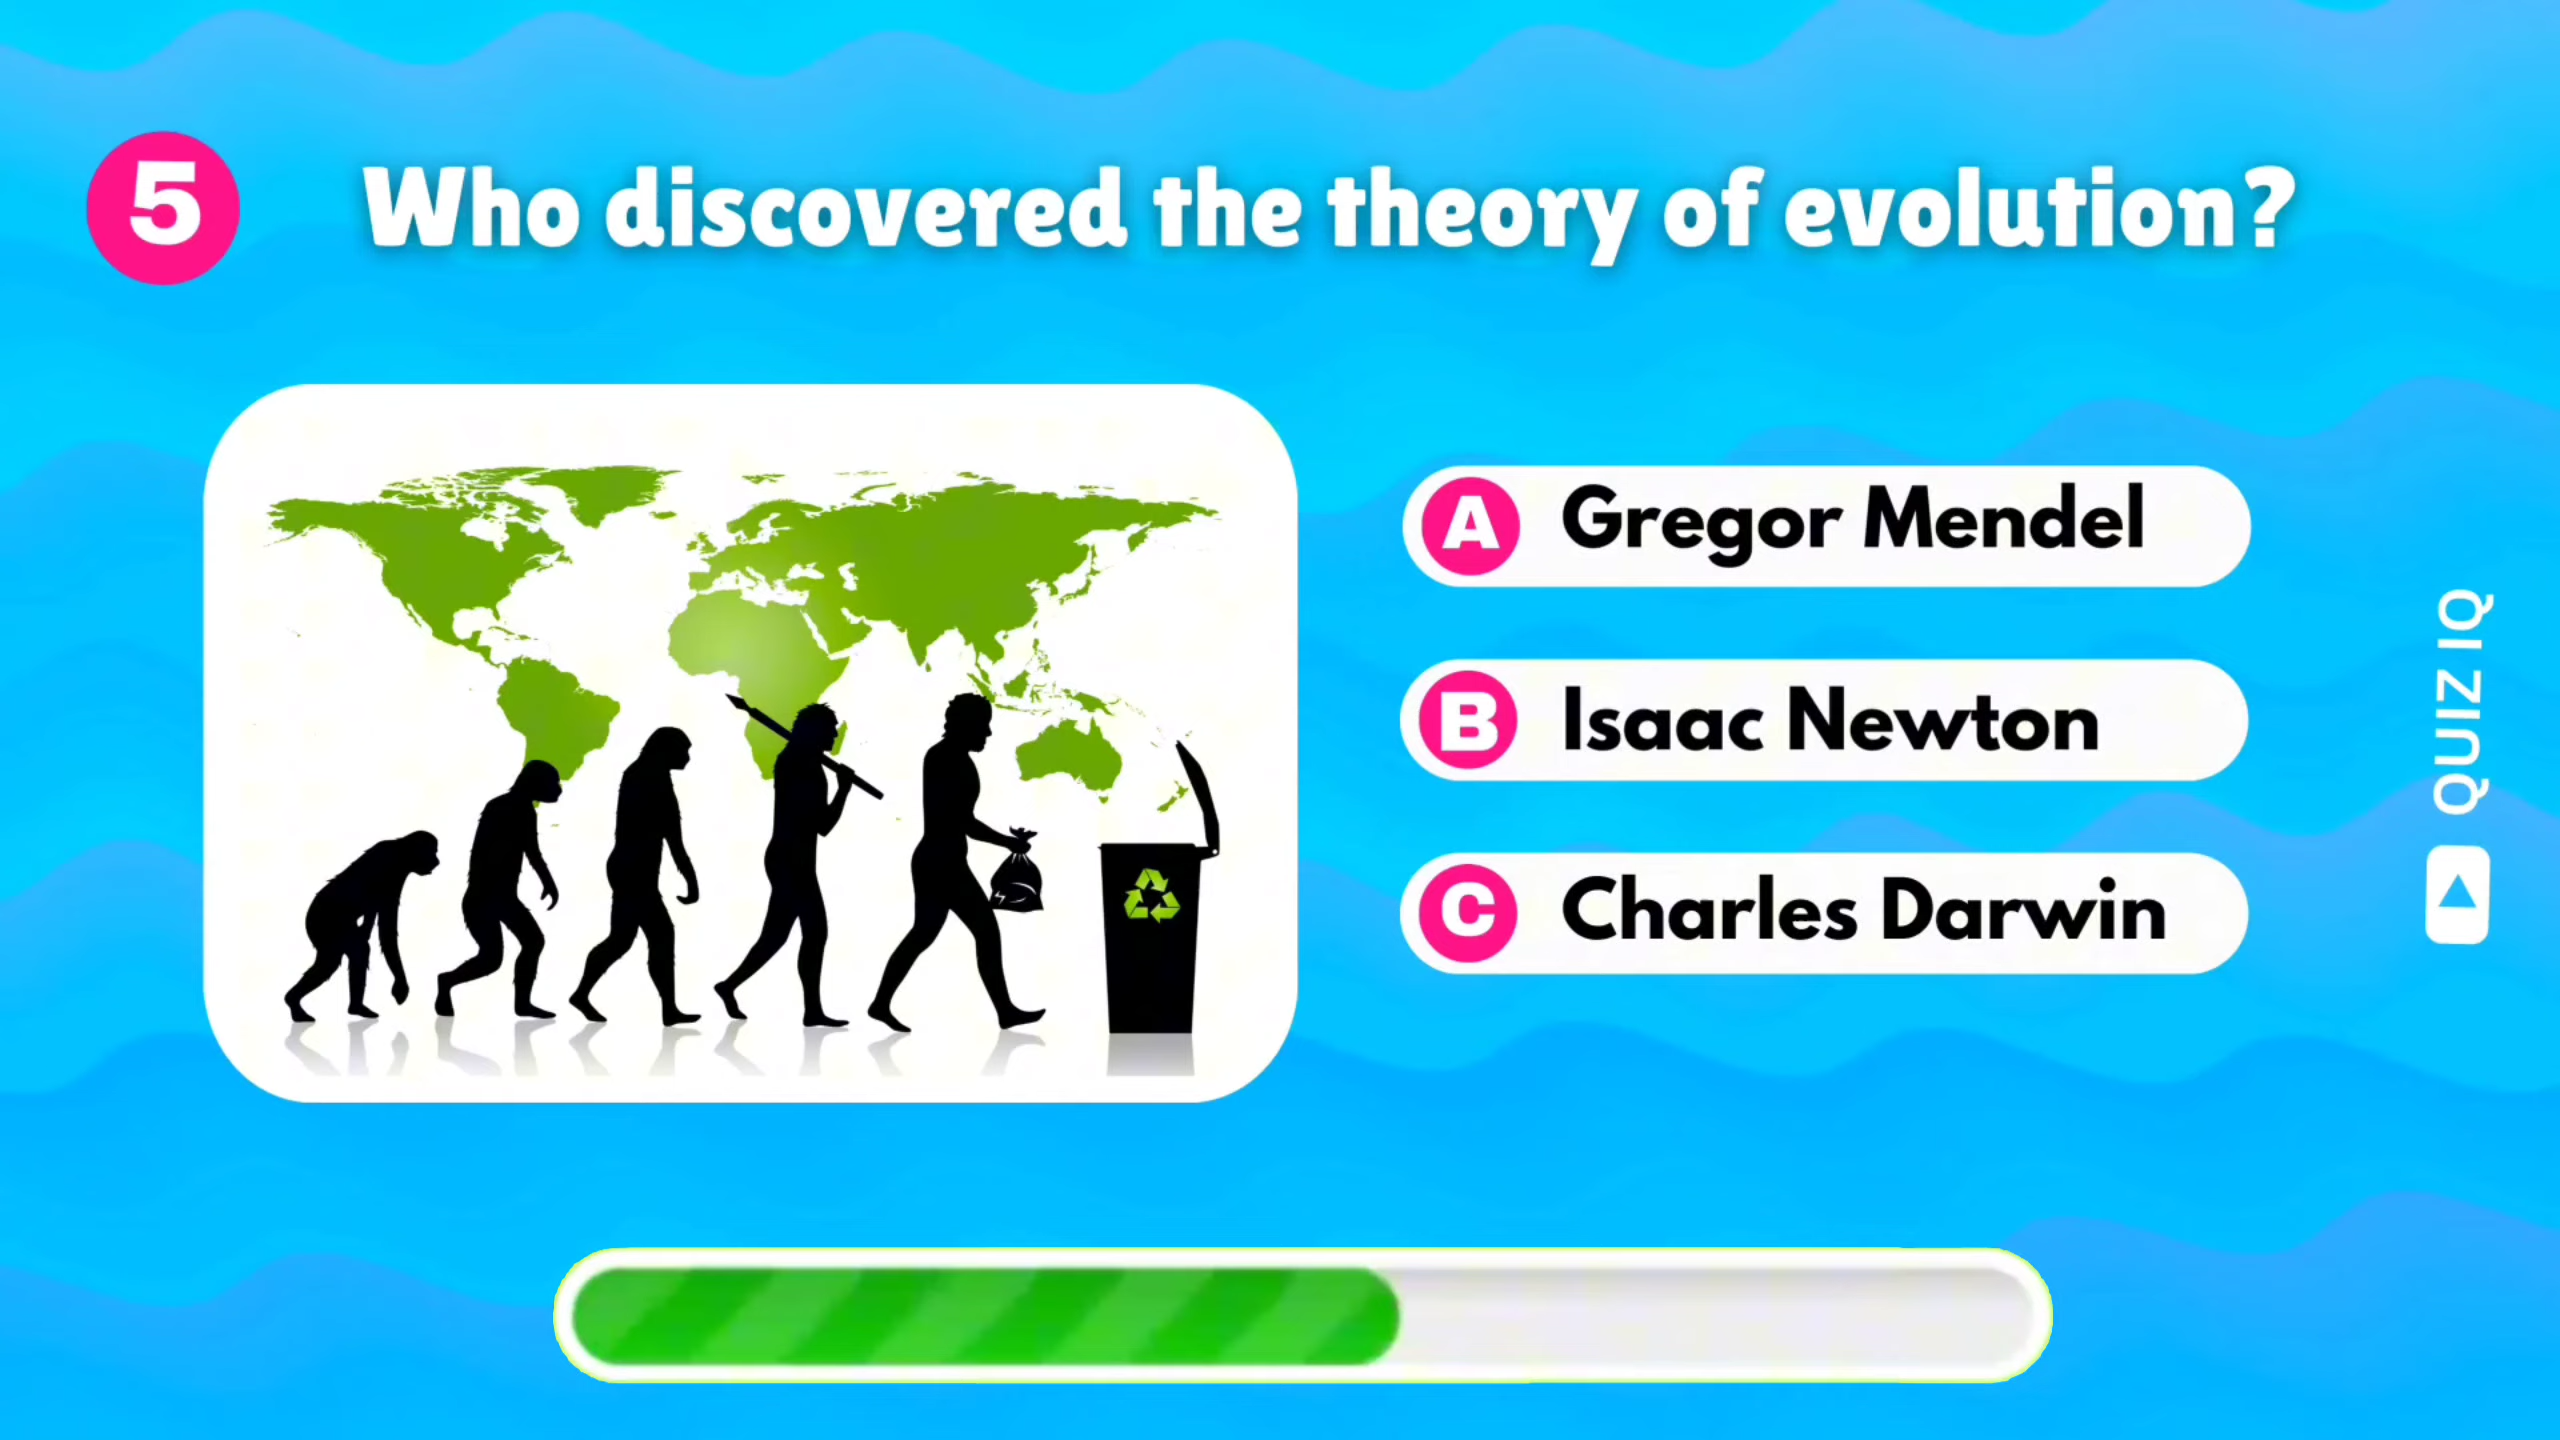 5
Who discovered the theory of evolution?
A Gregor Mendel
B Isaac Newton
C Charles Darwin
QUIZ IQ